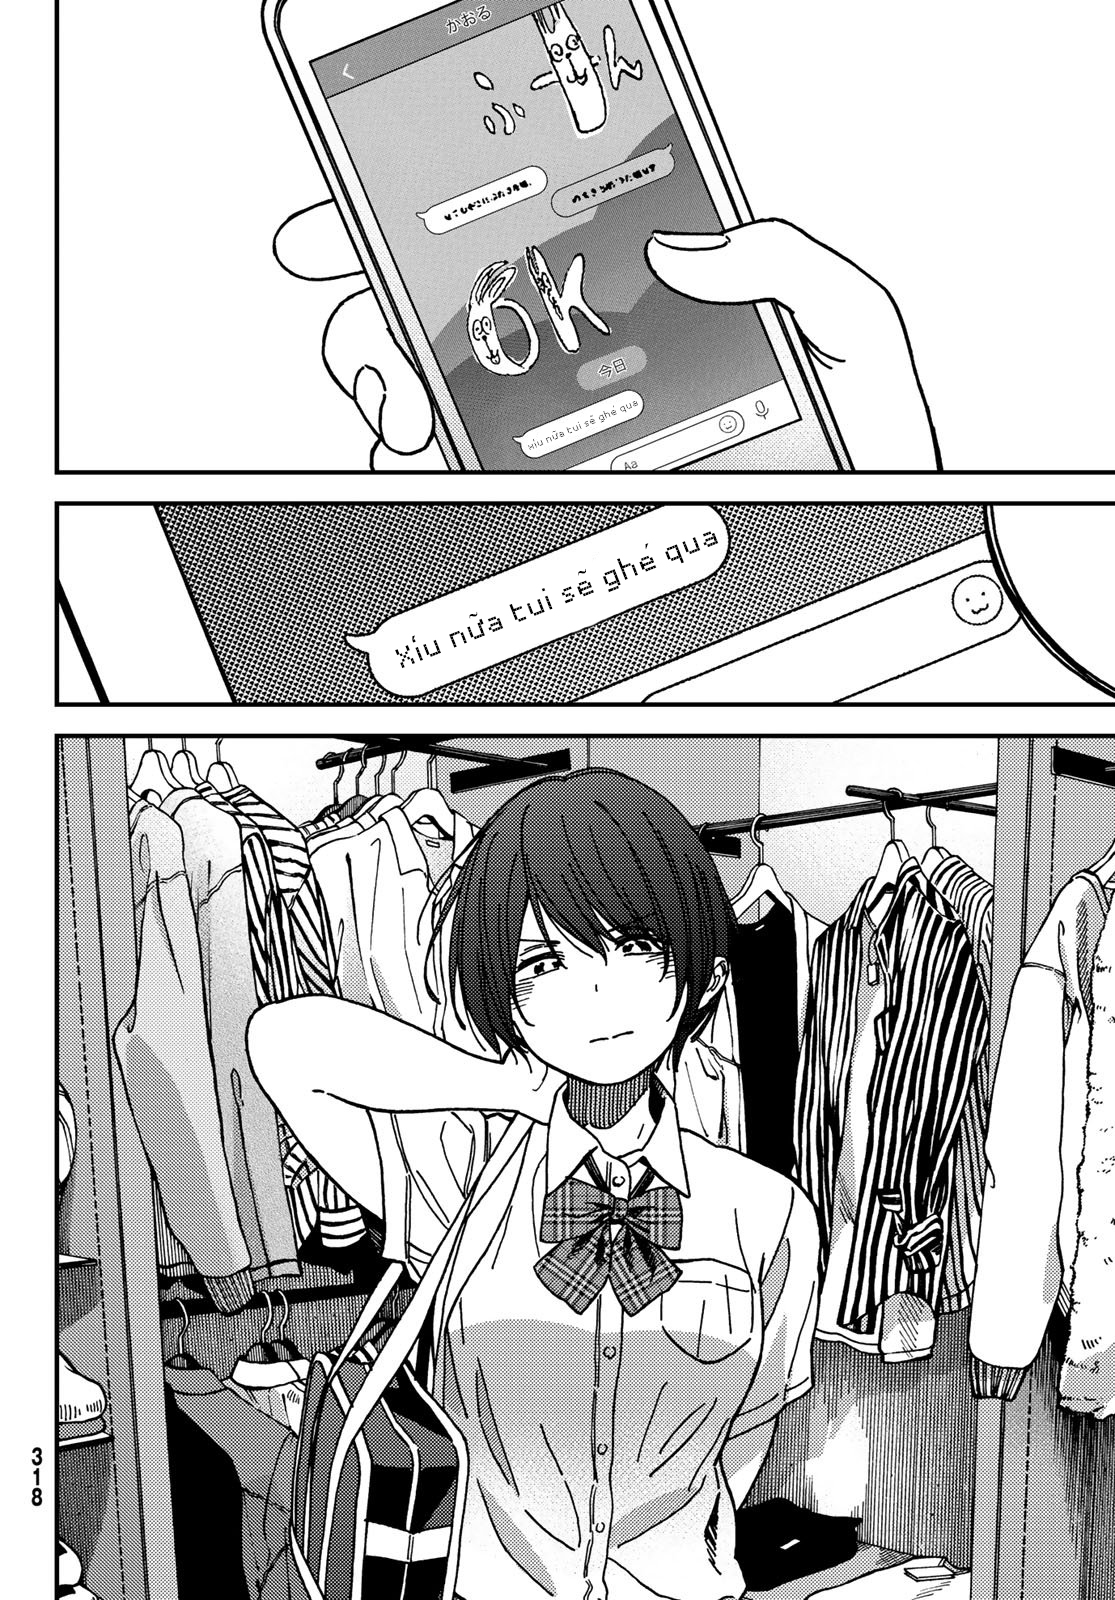 かおる
ふーん
OK
今日
Xíu nữa tui sẽ ghé qua
Aa
Xíu nữa tui sẽ ghé qua
318